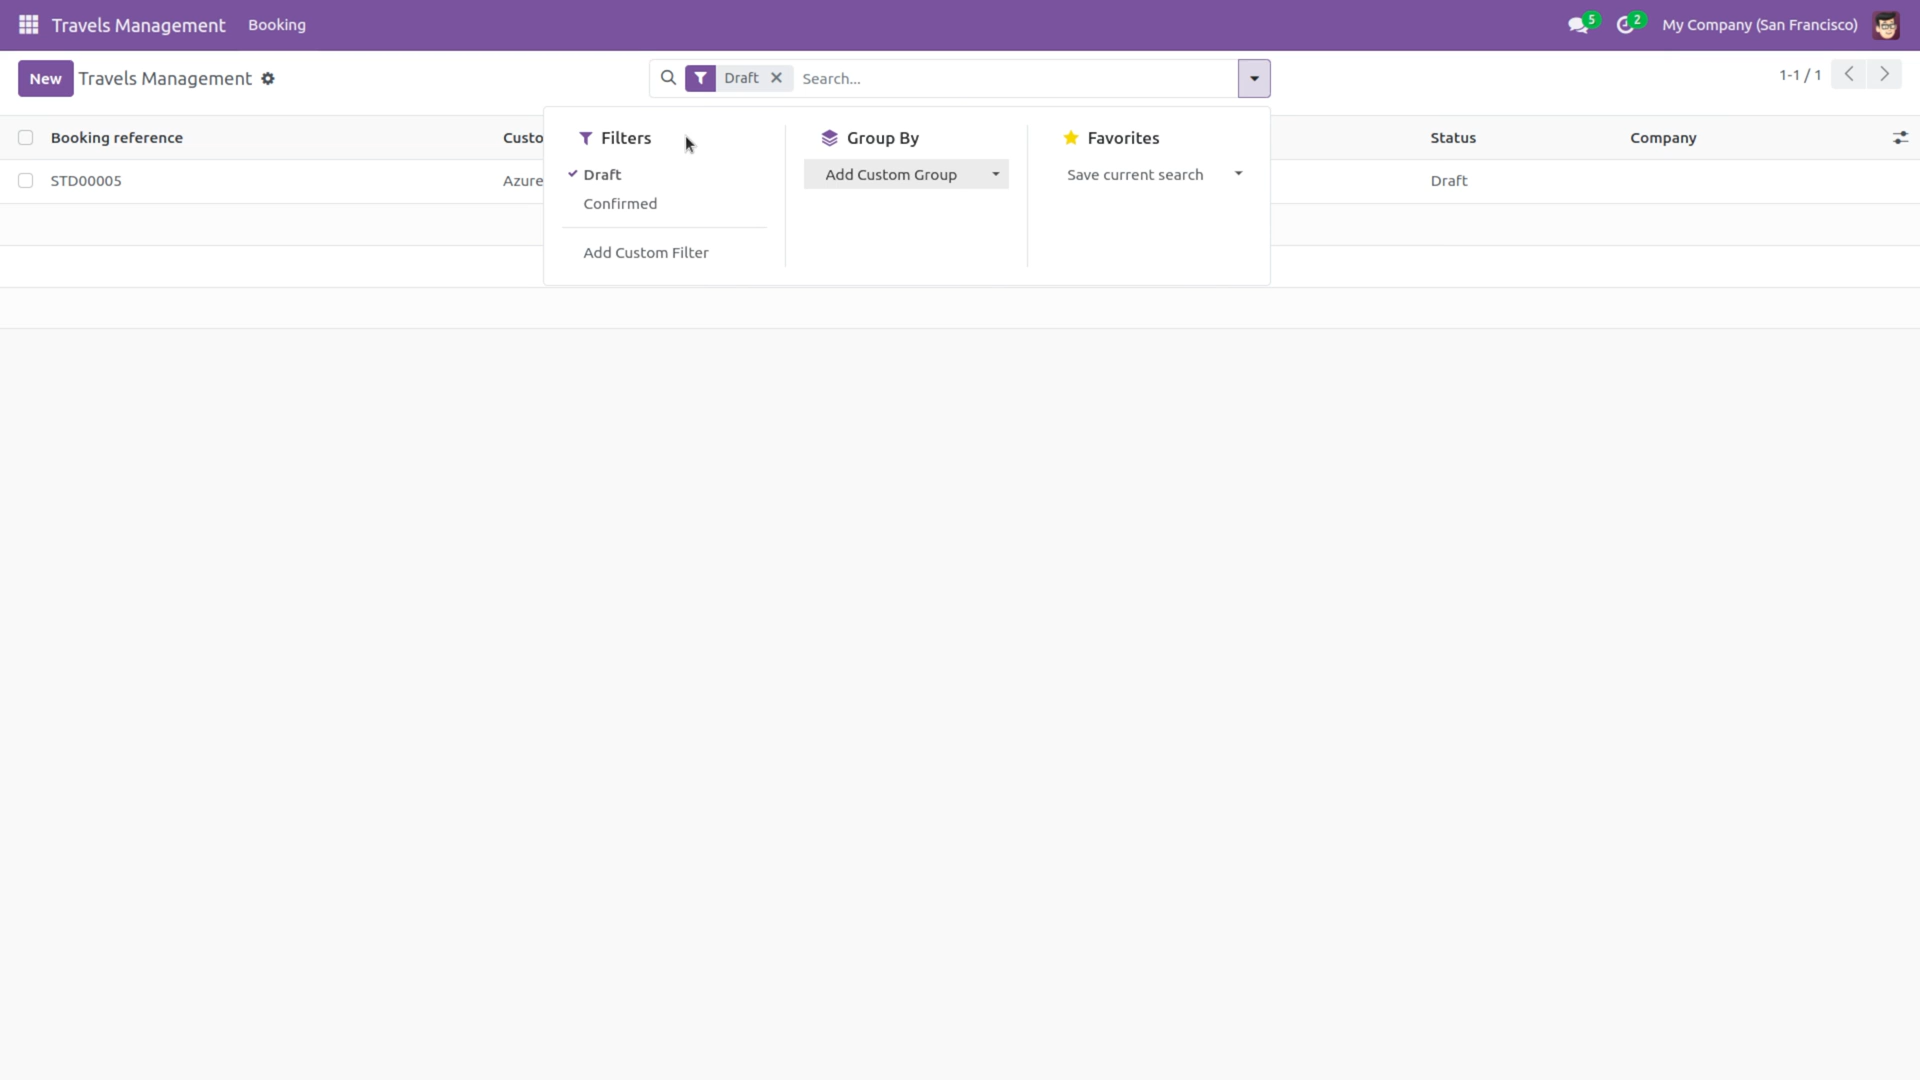 Travels Management Booking 5 2 My Company (San Francisco)
New Travels Management Draft Search... 1-1 / 1
Booking reference Custo Filters Group By Favorites Status Company
STD00005 Azure Draft Add Custom Group Save current search Draft
Confirmed
Add Custom Filter